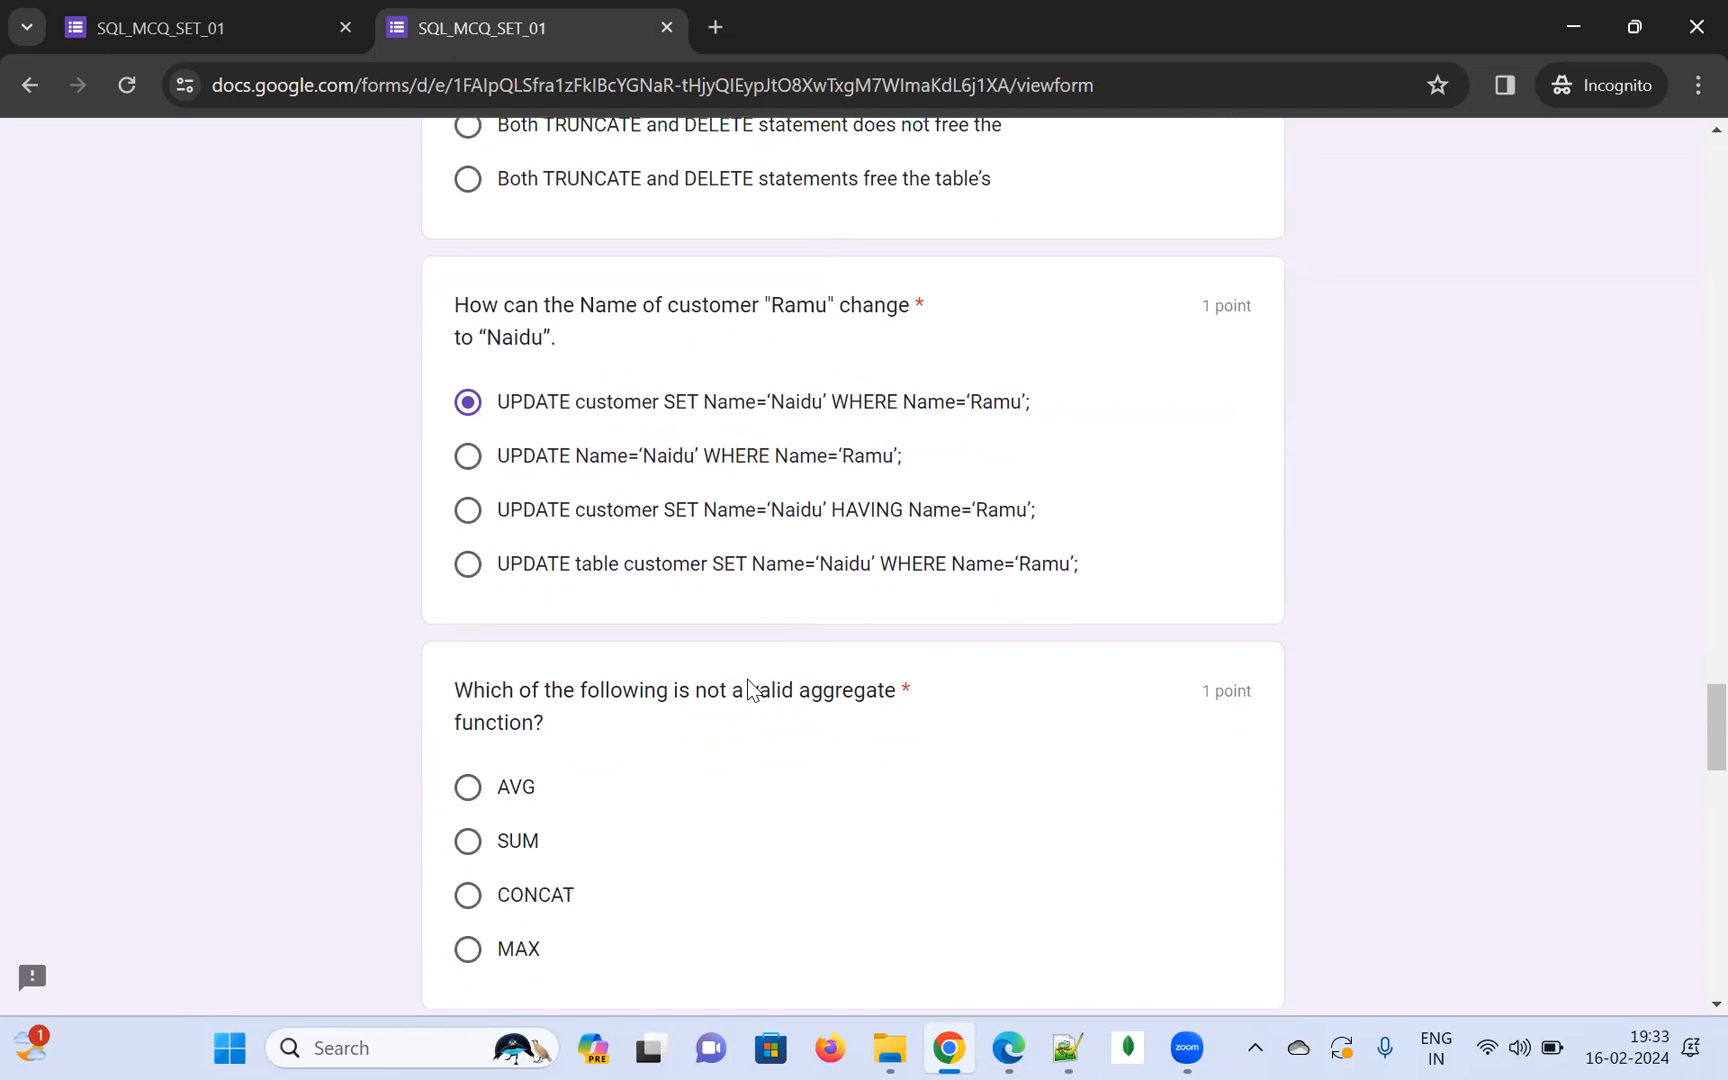 SQL_MCQ_SET_01
SQL_MCQ_SET_01
docs.google.com/forms/d/e/1FAIpQLSfra1zFkIBcYGNaR-tHjyQIEypJtO8XwTxgM7WImaKdL6j1XA/viewform
Incognito
Both TRUNCATE and DELETE statement does not free the
Both TRUNCATE and DELETE statements free the table’s
How can the Name of customer "Ramu" change *
1 point
to “Naidu”.
UPDATE customer SET Name=‘Naidu’ WHERE Name=‘Ramu’;
UPDATE Name=‘Naidu’ WHERE Name=‘Ramu’;
UPDATE customer SET Name=‘Naidu’ HAVING Name=‘Ramu’;
UPDATE table customer SET Name=‘Naidu’ WHERE Name=‘Ramu’;
Which of the following is not a valid aggregate *
1 point
function?
AVG
SUM
CONCAT
MAX
1
Search
PRE
zoom
ENG
IN
19:33
16-02-2024